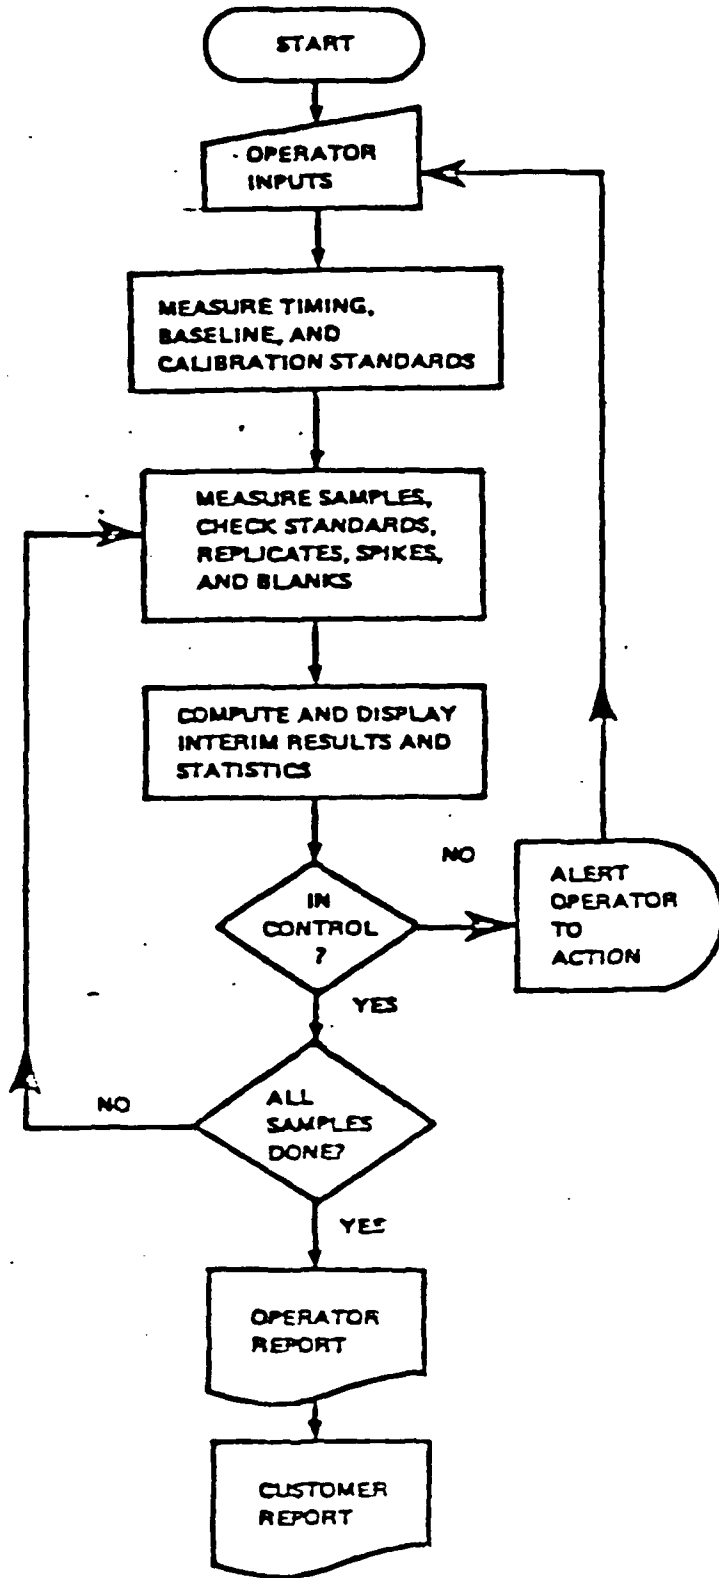 START
OPERATOR
INPUTS
MEASURE TIMING,
BASELINE, AND
CALIBRATION STANDARDS
MEASURE SAMPLES,
CHECK STANDARDS,
REPLICATES, SPIKES,
AND BLANKS
COMPUTE AND DISPLAY
INTERIM RESULTS AND
STATISTICS
NO
ALERT
OPERATOR
TO
ACTION
IN
CONTROL
?
YES
NO
ALL
SAMPLES
DONE?
YES
OPERATOR
REPORT
CUSTOMER
REPORT